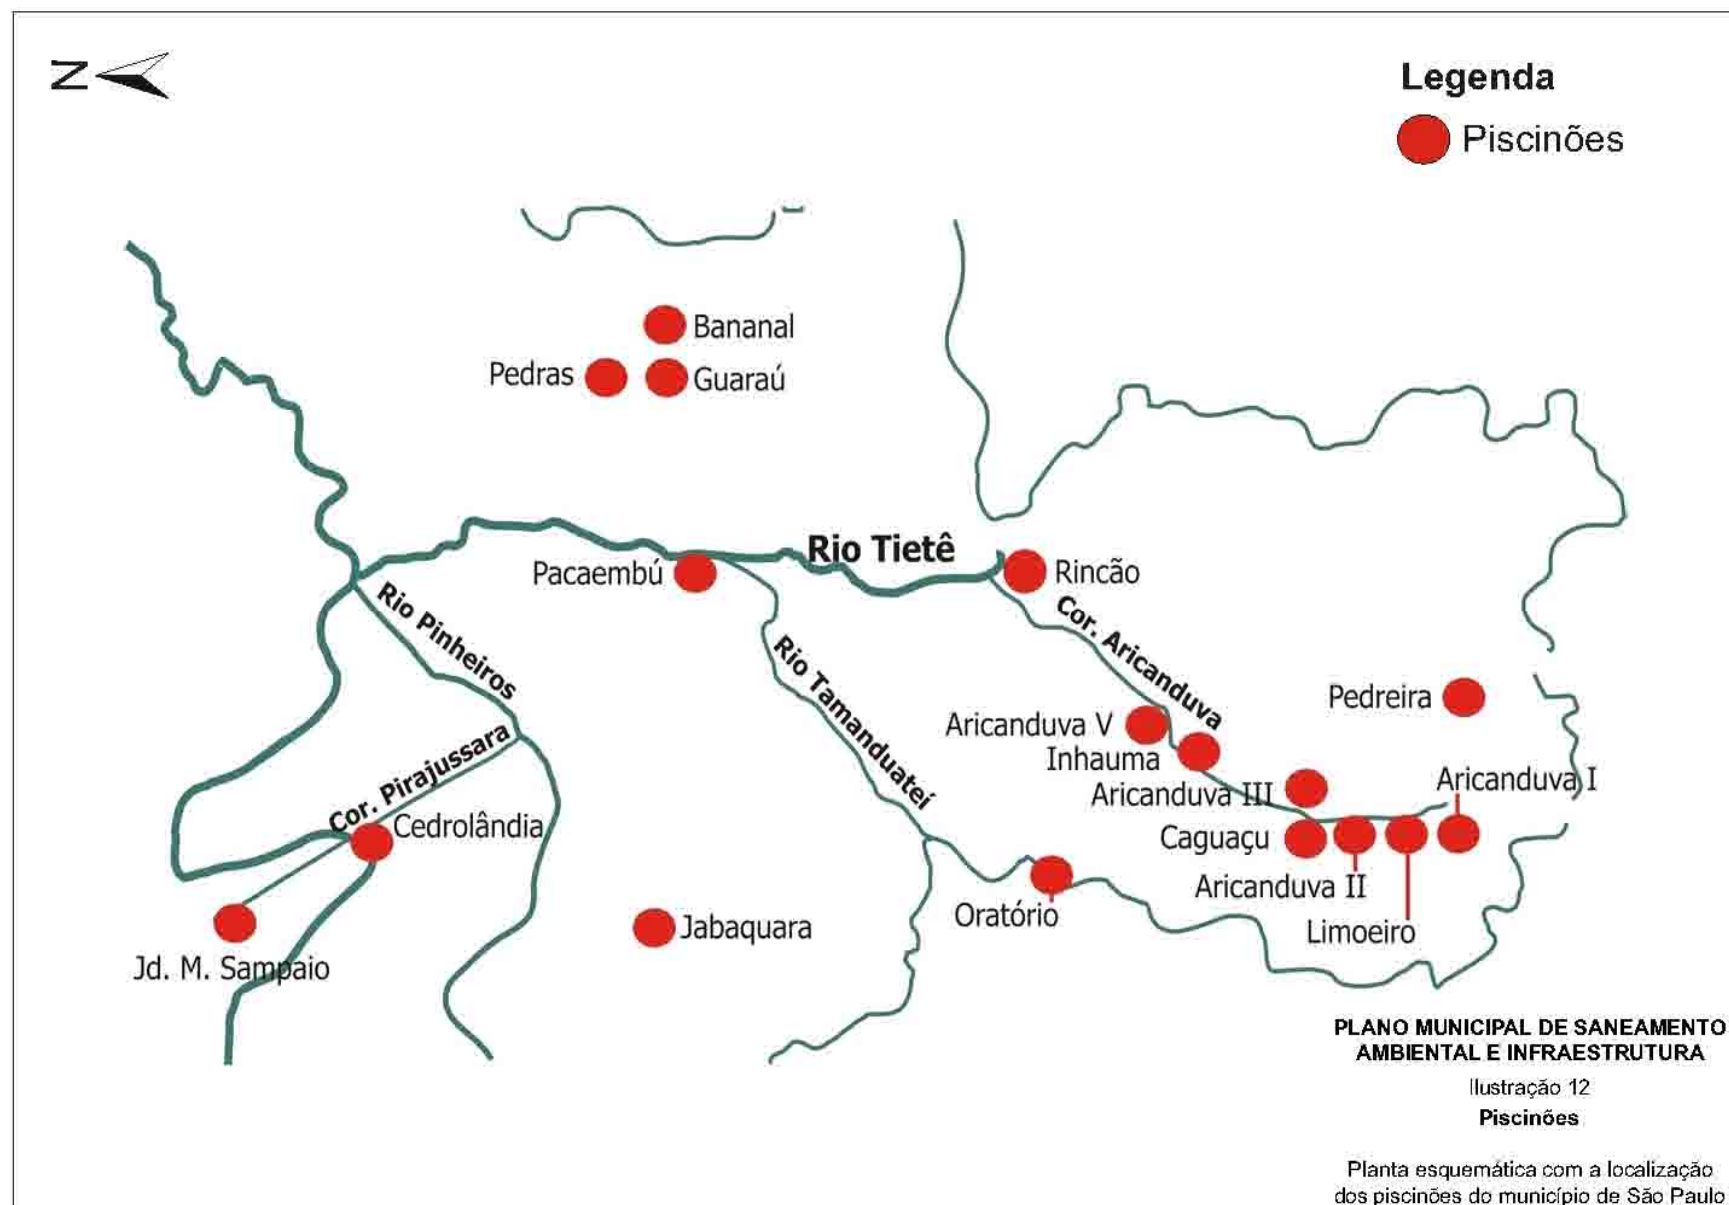 N
Legenda
Piscinões
Bananal
Pedras
Guaraú
Rio Tietê
Pacaembú
Rincão
Rio Pinheiros
Cor. Aricanduva
Rio Tamanduateí
Pedreira
Aricanduva V
Inhauma
Aricanduva III
Aricanduva I
Cor. Pirajussara
Cedrolândia
Caguaçu
Aricanduva II
Oratório
Jabaquara
Limoeiro
Jd. M. Sampaio
PLANO MUNICIPAL DE SANEAMENTO
AMBIENTAL E INFRAESTRUTURA
Ilustração 12
Piscinões
Planta esquemática com a localização
dos piscinões do município de São Paulo